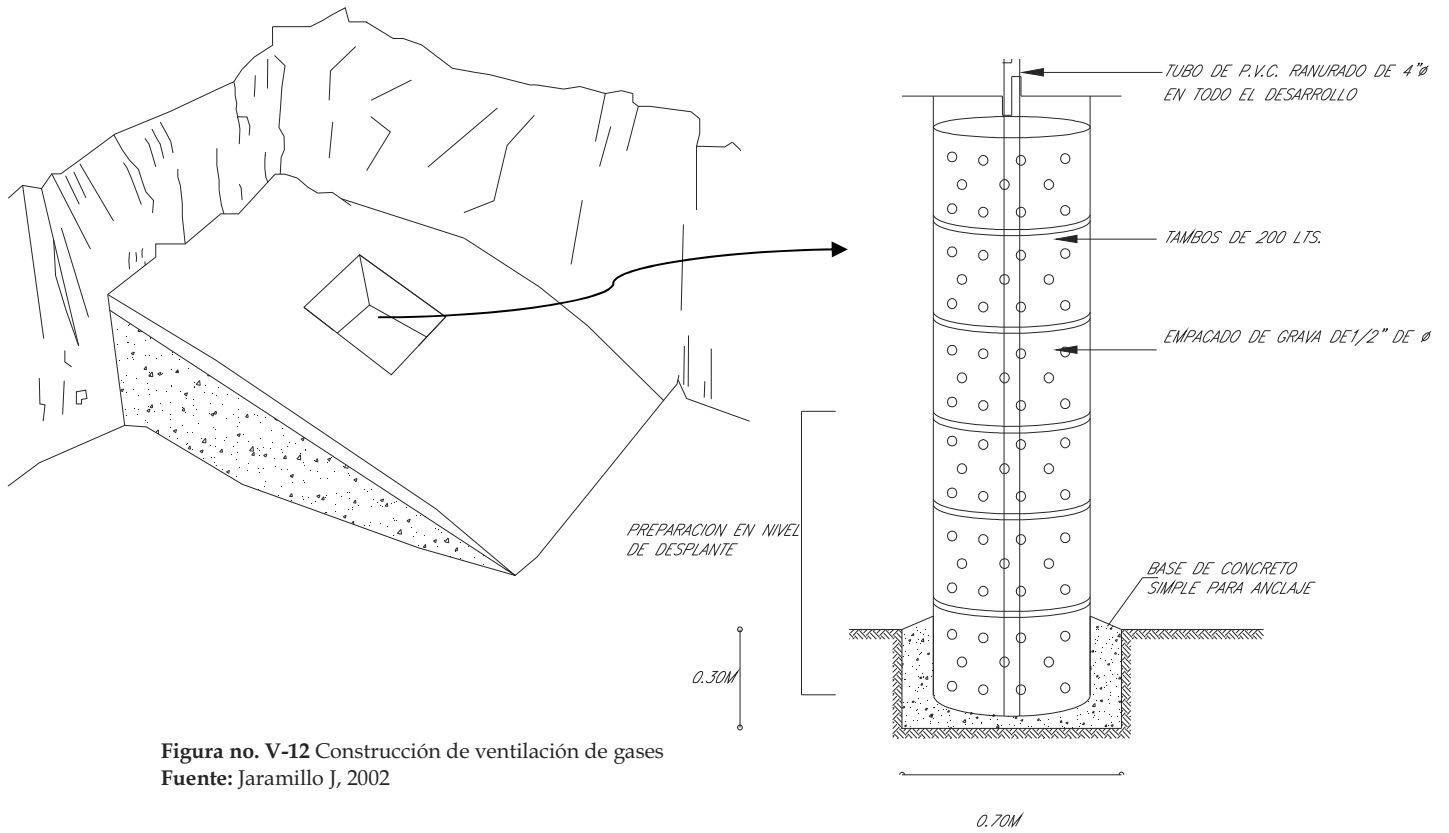 TUBO DE P.V.C. RANURADO DE 4"ø
EN TODO EL DESARROLLO
TAMBOS DE 200 LTS.
EMPACADO DE GRAVA DE1/2" DE ø
PREPARACION EN NIVEL
DE DESPLANTE
BASE DE CONCRETO
SIMPLE PARA ANCLAJE
0.30M
Figura no. V-12 Construcción de ventilación de gases
Fuente: Jaramillo J, 2002
0.70M